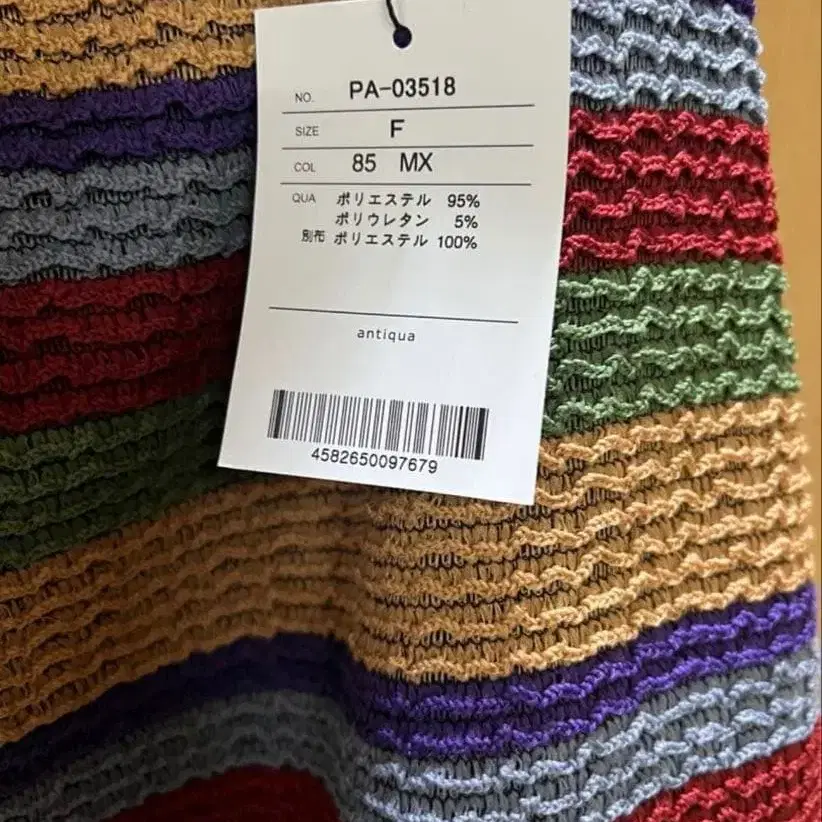 NO. PA-03518
SIZE F
COL 85 MX
QUA ポリエステル 95%
ポリウレタン 5%
別布 ポリエステル 100%
antiqua
4582650097679